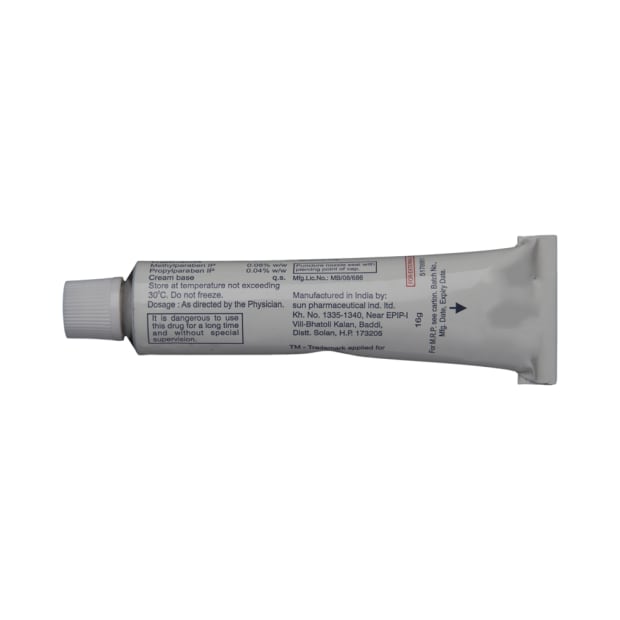 Methylparaben IP 0.06% w/w
Propylparaben IP 0.04% w/w
Cream base q.s.
Store at temperature not exceeding
30°C. Do not freeze.
Dosage : As directed by the Physician.
It is dangerous to use
this drug for a long time
and without special
supervision.
Puncture nozzle seal with
piercing point of cap.
Mfg.Lic.No.: MB/08/686
Manufactured in India by:
sun pharmaceutical ind. ltd.
Kh. No. 1335-1340, Near EPIP-I
Vill-Bhatoli Kalan, Baddi,
Distt. Solan, H.P. 173205
TM - Trademark applied for
16g
For M.R.P. see carton. Batch No.,
Mfg. Date, Expiry Date.